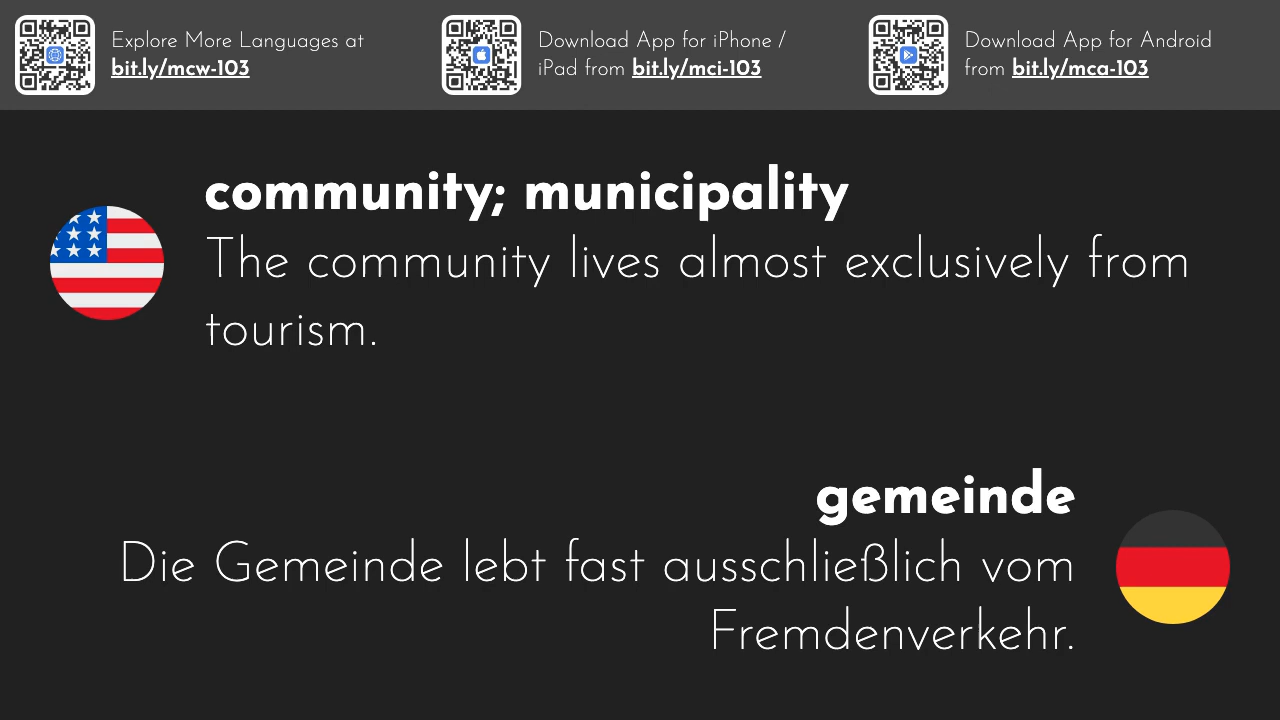 Explore More Languages at
bit.ly/mcw-103
Download App for iPhone /
iPad from bit.ly/mci-103
Download App for Android
from bit.ly/mca-103
community; municipality
The community lives almost exclusively from
tourism.
gemeinde
Die Gemeinde lebt fast ausschließlich vom
Fremdenverkehr.